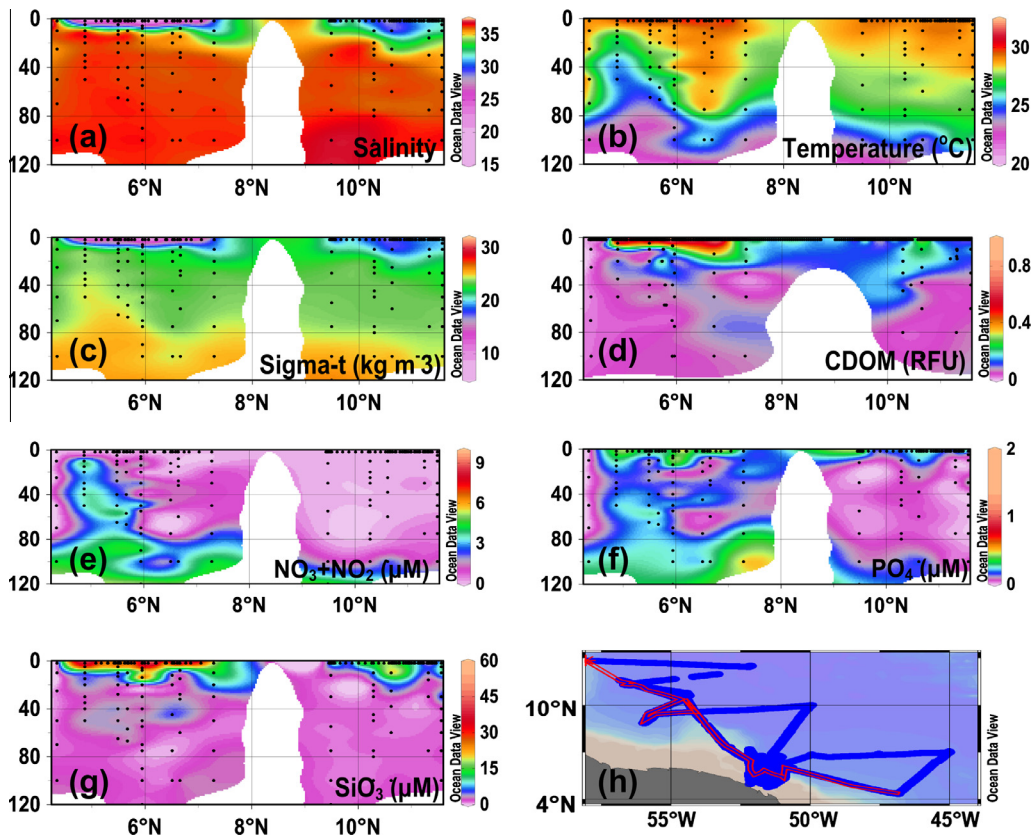 0
40
80
120
(a)
Salinity
6°N
8°N
10°N
35
30
25
20
15
Ocean Data View
0
40
80
120
(b)
Temperature (°C)
6°N
8°N
10°N
32
30
28
25
23
20
Ocean Data View
0
40
80
120
(c)
Sigma-t (kg m 3)
6°N
8°N
10°N
30
20
10
Ocean Data View
0
40
80
120
(d)
CDOM (RFU)
6°N
8°N
10°N
0.8
0.4
0
Ocean Data View
0
40
80
120
(e)
NO₃+NO₂ (µM)
6°N
8°N
10°N
9
6
3
0
Ocean Data View
0
40
80
120
(f)
PO₄ (µM)
6°N
8°N
10°N
2
1
0
Ocean Data View
0
40
80
120
(g)
SiO₃ (µM)
6°N
8°N
10°N
60
45
30
15
0
Ocean Data View
10°N
4°N
(h)
55°W
50°W
45°W
Ocean Data View